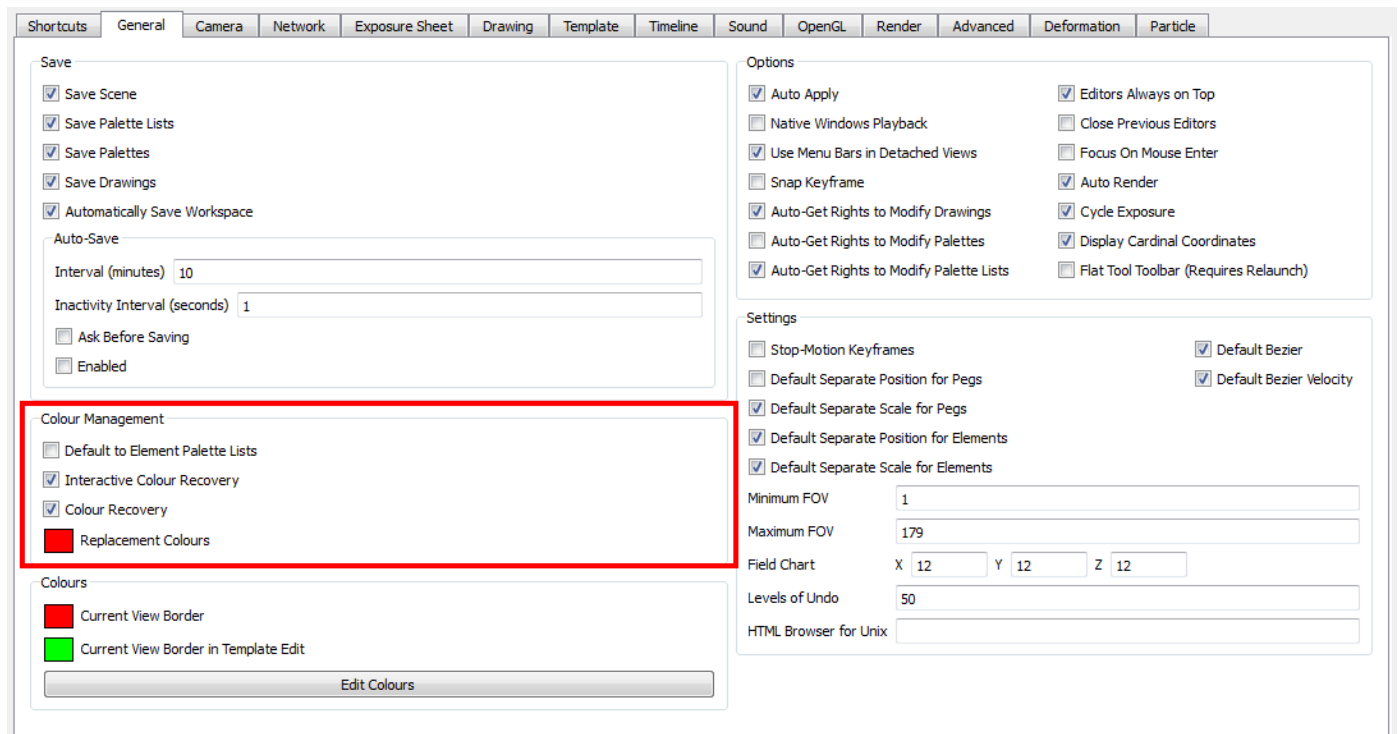 Shortcuts General Camera Network Exposure Sheet Drawing Template Timeline Sound OpenGL Render Advanced Deformation Particle
Save
Save Scene
Save Palette Lists
Save Palettes
Save Drawings
Automatically Save Workspace
Auto-Save
Interval (minutes) 10
Inactivity Interval (seconds) 1
Ask Before Saving
Enabled
Colour Management
Default to Element Palette Lists
Interactive Colour Recovery
Colour Recovery
Replacement Colours
Colours
Current View Border
Current View Border in Template Edit
Edit Colours
Options
Auto Apply
Native Windows Playback
Use Menu Bars in Detached Views
Snap Keyframe
Auto-Get Rights to Modify Drawings
Auto-Get Rights to Modify Palettes
Auto-Get Rights to Modify Palette Lists
Editors Always on Top
Close Previous Editors
Focus On Mouse Enter
Auto Render
Cycle Exposure
Display Cardinal Coordinates
Flat Tool Toolbar (Requires Relaunch)
Settings
Stop-Motion Keyframes
Default Separate Position for Pegs
Default Separate Scale for Pegs
Default Separate Position for Elements
Default Separate Scale for Elements
Default Bezier
Default Bezier Velocity
Minimum FOV 1
Maximum FOV 179
Field Chart X 12 Y 12 Z 12
Levels of Undo 50
HTML Browser for Unix